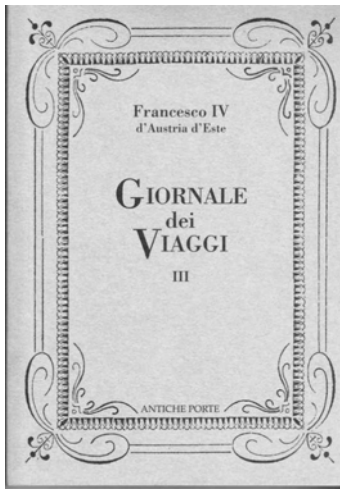 Francesco IV
d'Austria d'Este
GIORNALE
dei
VIAGGI
III
ANTICHE PORTE